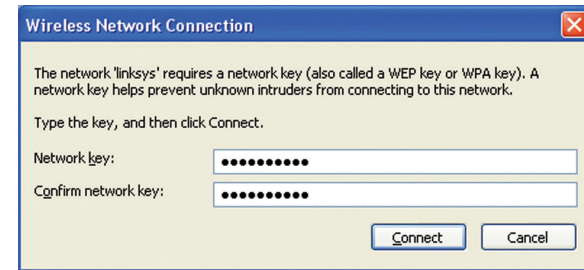 Wireless Network Connection
The network 'linksys' requires a network key (also called a WEP key or WPA key). A
network key helps prevent unknown intruders from connecting to this network.
Type the key, and then click Connect.
Network key: ●●●●●●●●●●
Confirm network key: ●●●●●●●●●●
Connect Cancel